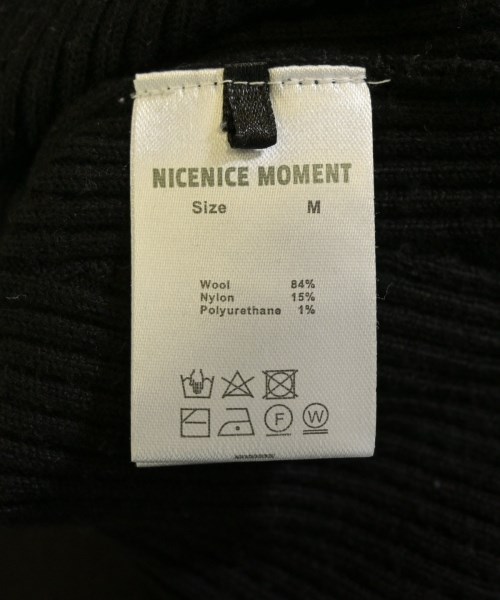 NICENICE MOMENT
Size M
Wool 84%
Nylon 15%
Polyurethane 1%
F W